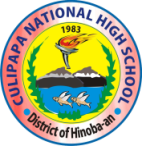 CULIPAPA NATIONAL HIGH SCHOOL
1983
District of Hinoba-an